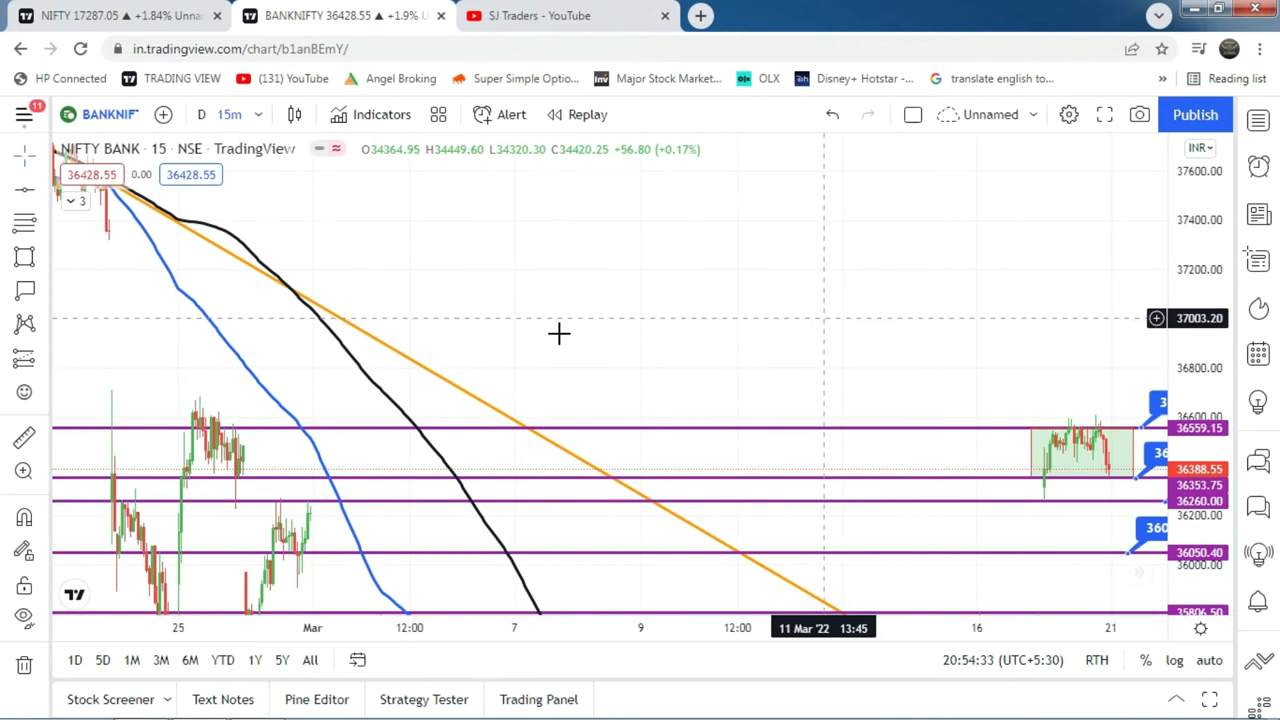 NIFTY 17287.05 ▲ +1.84% Unna
BANKNIFTY 36428.55 ▲ +1.9% U
SJ Traders - YouTube
in.tradingview.com/chart/b1anBEmY/
HP Connected
TRADING VIEW
(131) YouTube
Angel Broking
Super Simple Optio...
Major Stock Market...
OLX
Disney+ Hotstar -...
translate english to...
»
Reading list
11
BANKNIF
D
15m
Indicators
Alert
Replay
Unnamed
Publish
NIFTY BANK · 15 · NSE · TradingView
O34364.95 H34449.60 L34320.30 C34420.25 +56.80 (+0.17%)
INR
36428.55
0.00
36428.55
3
37600.00
37400.00
37200.00
37003.20
36800.00
36600.00
36559.15
36388.55
36353.75
36260.00
36200.00
36050.40
36000.00
35806.50
3
36
360
25
Mar
12:00
7
9
12:00
11 Mar '22 13:45
16
21
1D
5D
1M
3M
6M
YTD
1Y
5Y
All
20:54:33 (UTC+5:30)
RTH
%
log
auto
Stock Screener
Text Notes
Pine Editor
Strategy Tester
Trading Panel